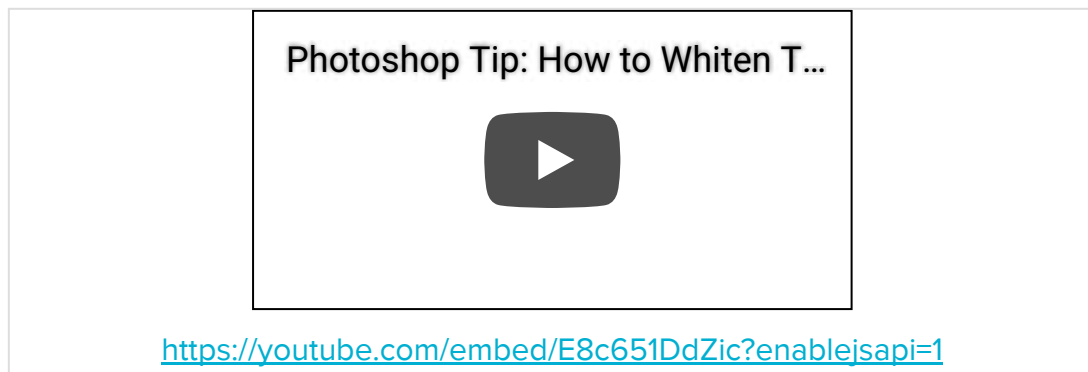 Photoshop Tip: How to Whiten T...
https://youtube.com/embed/E8c651DdZic?enablejsapi=1